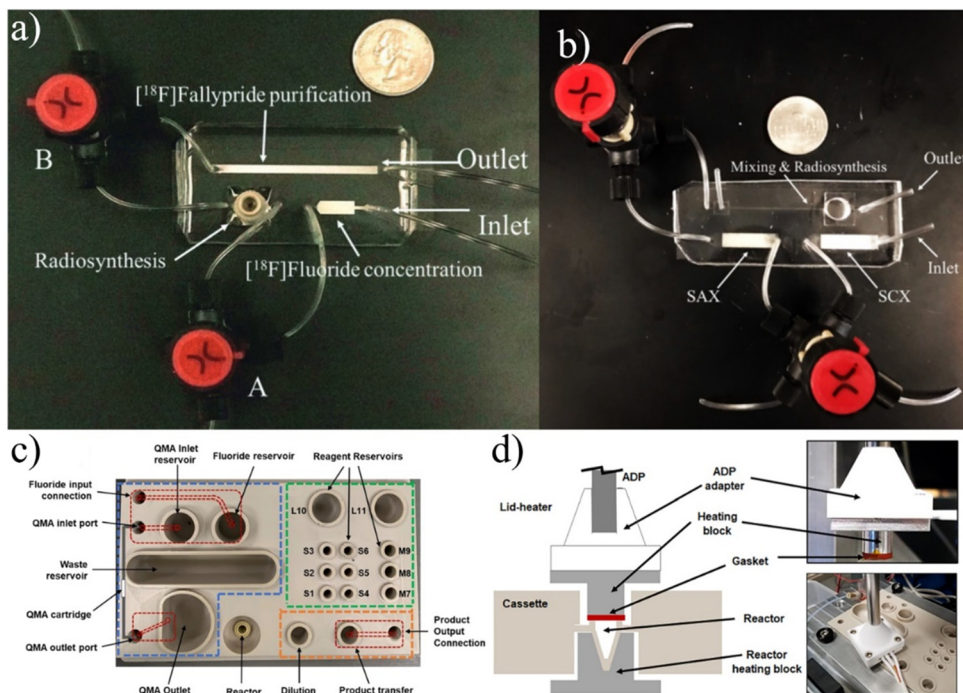 a)
[¹⁸F]Fallypride purification
B
Outlet
Inlet
Radiosynthesis
[¹⁸F]Fluoride concentration
A
b)
Mixing & Radiosynthesis
Outlet
Inlet
SAX
SCX
c)
QMA Inlet
reservoir
Fluoride reservoir
Reagent Reservoirs
Fluoride input
connection
QMA inlet port
Waste
reservoir
QMA cartridge
QMA outlet port
L10
L11
S3
S6
M9
S2
S5
M8
S1
S4
M7
Product
Output
Connection
QMA Outlet
Reactor
Dilution
Product transfer
d)
ADP
Lid-heater
ADP
adapter
Heating
block
Gasket
Cassette
Reactor
Reactor
heating block